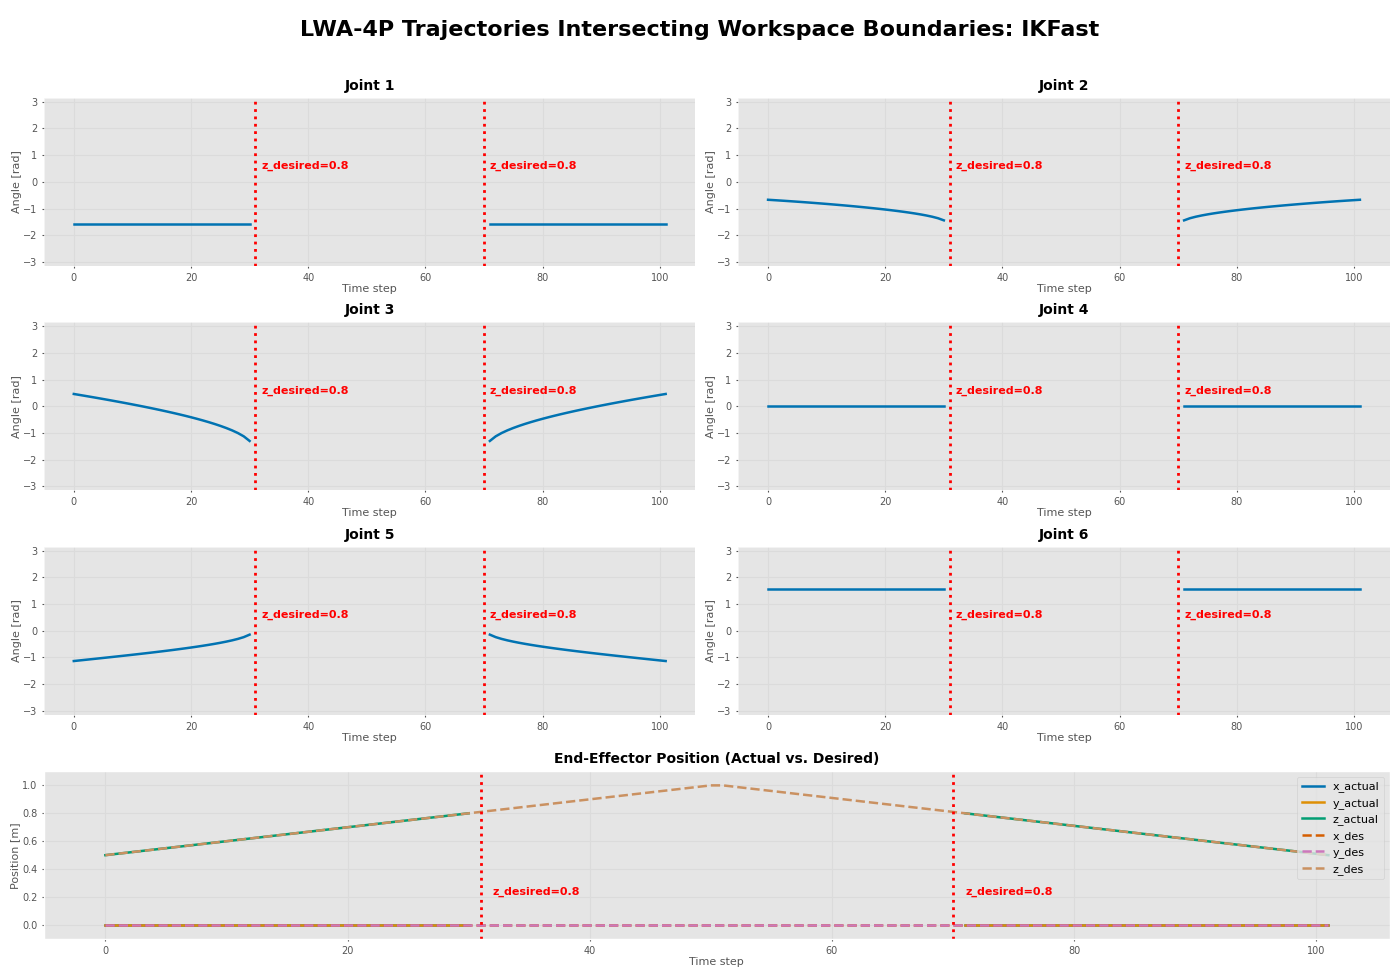 LWA-4P Trajectories Intersecting Workspace Boundaries: IKFast
Joint 1
3
2
1
0
−1
−2
−3
Angle [rad]
z_desired=0.8
z_desired=0.8
0
20
40
60
80
100
Time step
Joint 2
3
2
1
0
−1
−2
−3
Angle [rad]
z_desired=0.8
z_desired=0.8
0
20
40
60
80
100
Time step
Joint 3
3
2
1
0
−1
−2
−3
Angle [rad]
z_desired=0.8
z_desired=0.8
0
20
40
60
80
100
Time step
Joint 4
3
2
1
0
−1
−2
−3
Angle [rad]
z_desired=0.8
z_desired=0.8
0
20
40
60
80
100
Time step
Joint 5
3
2
1
0
−1
−2
−3
Angle [rad]
z_desired=0.8
z_desired=0.8
0
20
40
60
80
100
Time step
Joint 6
3
2
1
0
−1
−2
−3
Angle [rad]
z_desired=0.8
z_desired=0.8
0
20
40
60
80
100
Time step
End-Effector Position (Actual vs. Desired)
1.0
0.8
0.6
0.4
0.2
0.0
Position [m]
z_desired=0.8
z_desired=0.8
x_actual
y_actual
z_actual
x_des
y_des
z_des
0
20
40
60
80
100
Time step